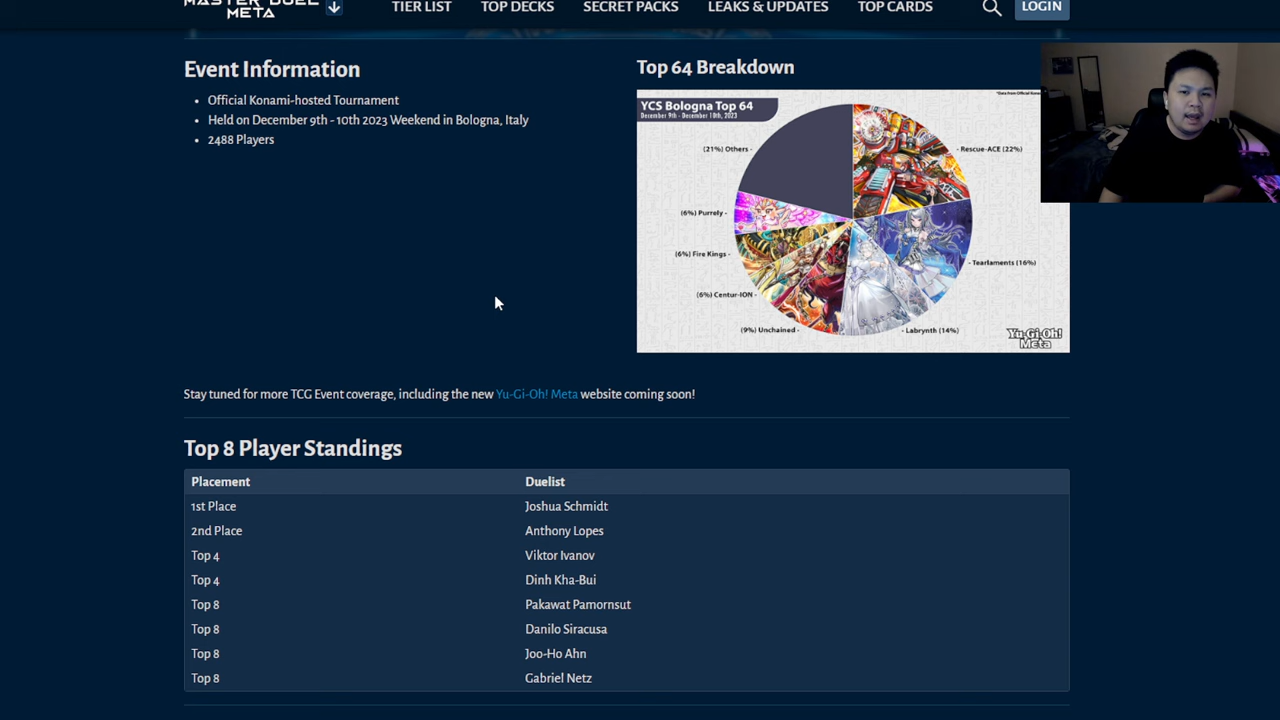 MASTER DUEL
META
TIER LIST
TOP DECKS
SECRET PACKS
LEAKS & UPDATES
TOP CARDS
LOGIN
Event Information
Official Konami-hosted Tournament
Held on December 9th - 10th 2023 Weekend in Bologna, Italy
2488 Players
Top 64 Breakdown
YCS Bologna Top 64
December 9th - December 10th, 2023
(21%) Others -
- Rescue-ACE (22%)
(6%) Purrely -
(6%) Fire Kings -
- Tearlaments (16%)
(6%) Centur-ION -
(9%) Unchained -
- Labrynth (14%)
Yu-Gi-Oh!
Meta
Stay tuned for more TCG Event coverage, including the new Yu-Gi-Oh! Meta website coming soon!
Top 8 Player Standings
Placement Duelist
1st Place Joshua Schmidt
2nd Place Anthony Lopes
Top 4 Viktor Ivanov
Top 4 Dinh Kha-Bui
Top 8 Pakawat Pamornsut
Top 8 Danilo Siracusa
Top 8 Joo-Ho Ahn
Top 8 Gabriel Netz